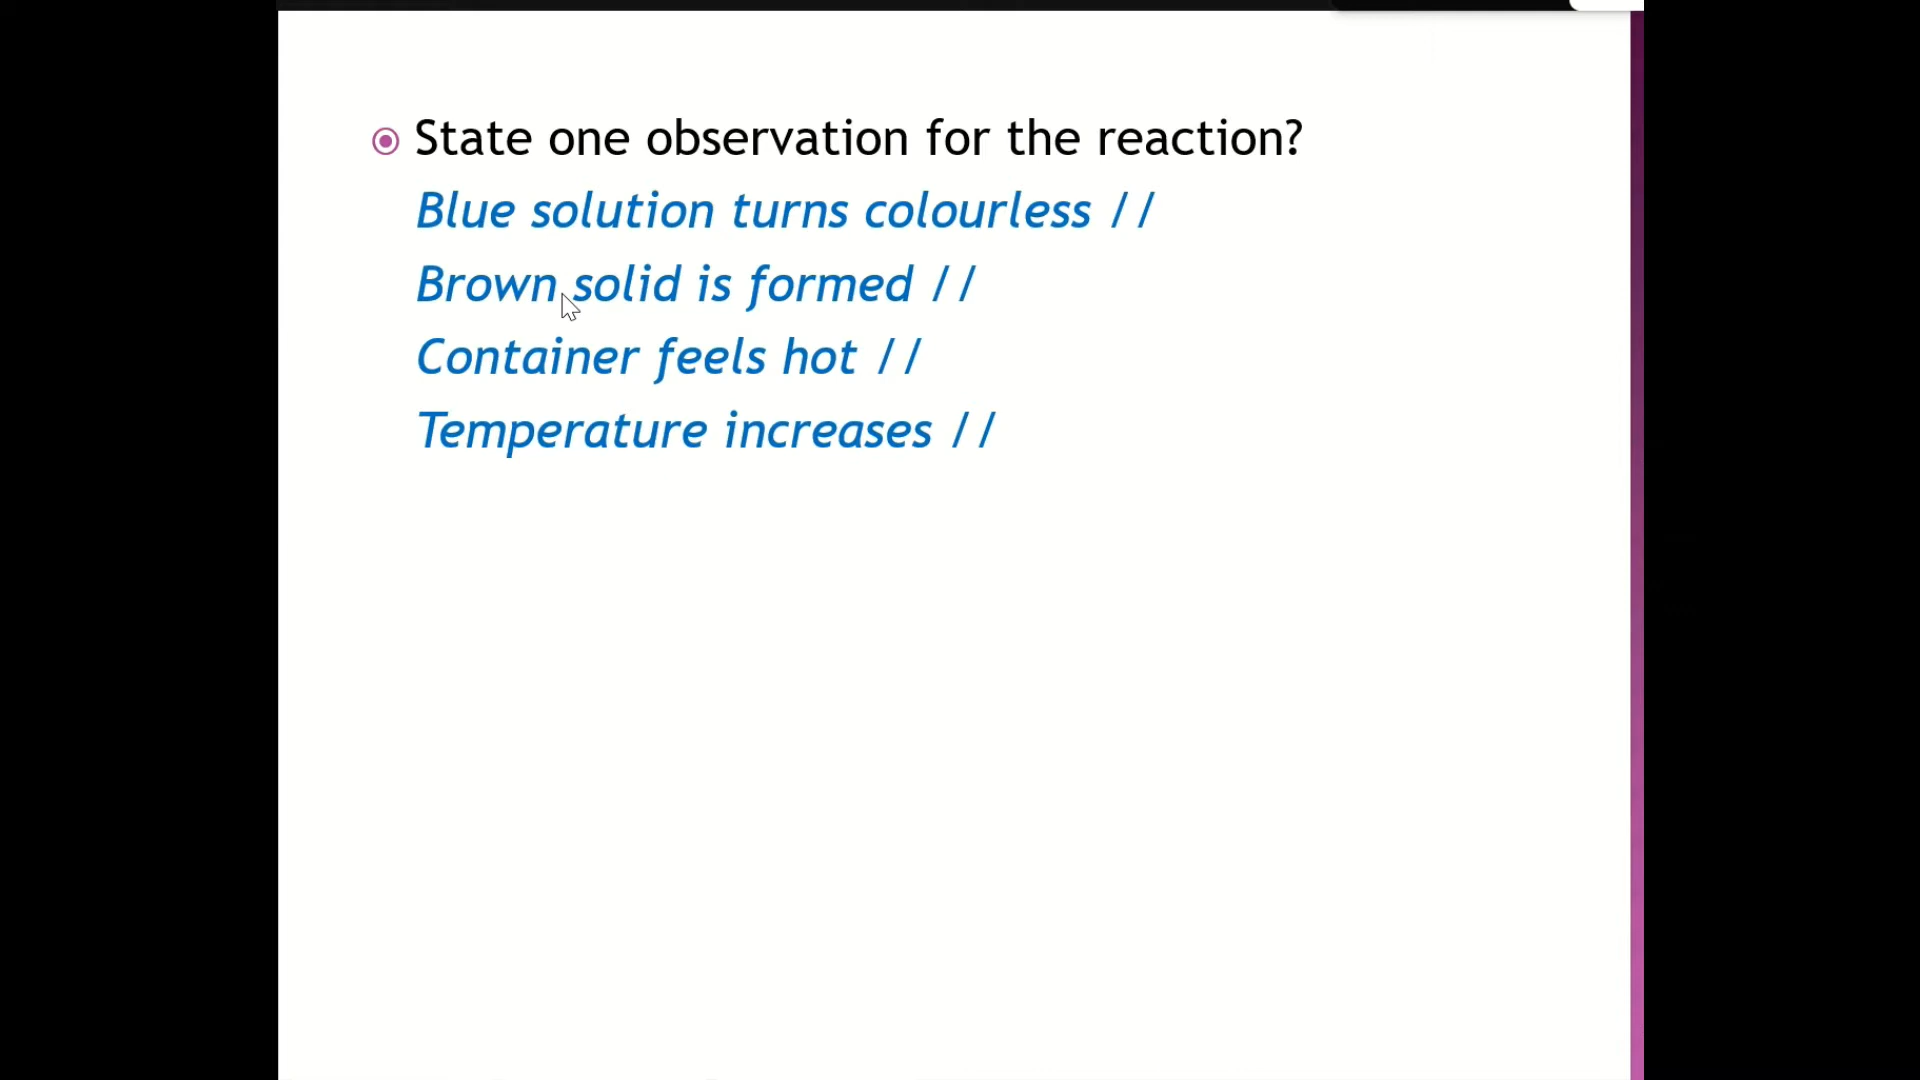 State one observation for the reaction?
Blue solution turns colourless //
Brown solid is formed //
Container feels hot //
Temperature increases //